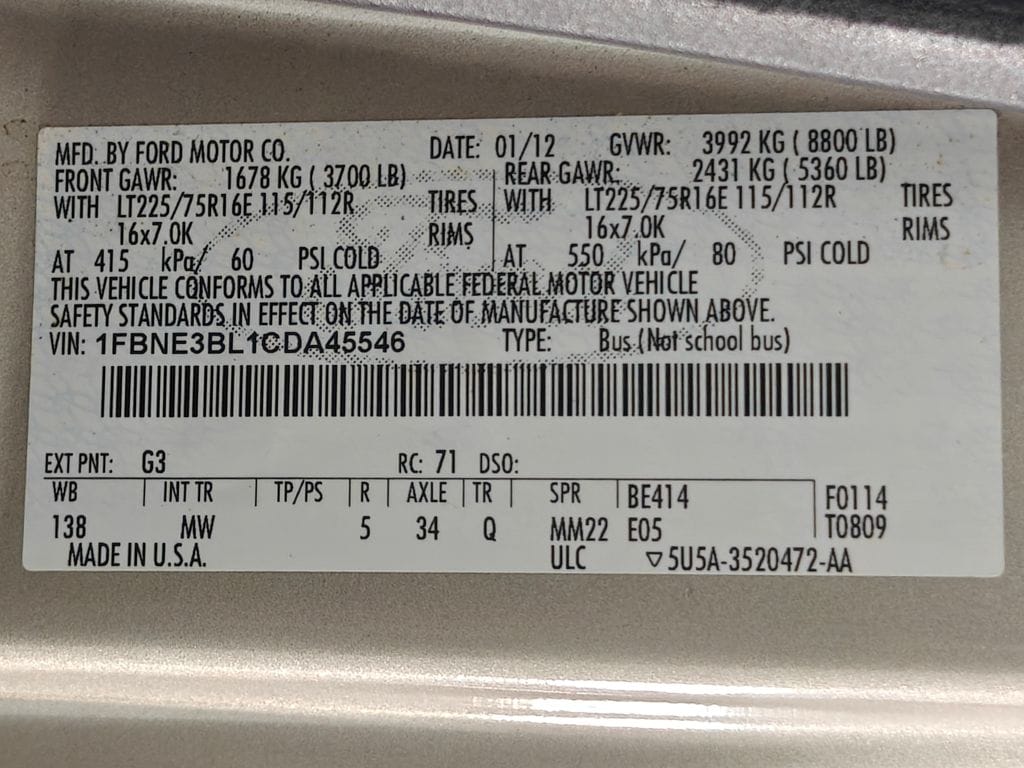 MFD. BY FORD MOTOR CO. DATE: 01/12 GVWR: 3992 KG ( 8800 LB)
FRONT GAWR: 1678 KG ( 3700 LB) REAR GAWR: 2431 KG ( 5360 LB)
WITH LT225/75R16E 115/112R TIRES WITH LT225/75R16E 115/112R TIRES
16x7.0K RIMS 16x7.0K RIMS
AT 415 kPa/ 60 PSI COLD AT 550 kPa/ 80 PSI COLD
THIS VEHICLE CONFORMS TO ALL APPLICABLE FEDERAL MOTOR VEHICLE
SAFETY STANDARDS IN EFFECT ON THE DATE OF MANUFACTURE SHOWN ABOVE.
VIN: 1FBNE3BL1CDA45546 TYPE: Bus (Not school bus)
EXT PNT: G3 RC: 71 DSO:
WB INT TR TP/PS R AXLE TR SPR BE414 F0114
138 MW 5 34 Q MM22 E05 T0809
MADE IN U.S.A. ULC ▽5U5A-3520472-AA